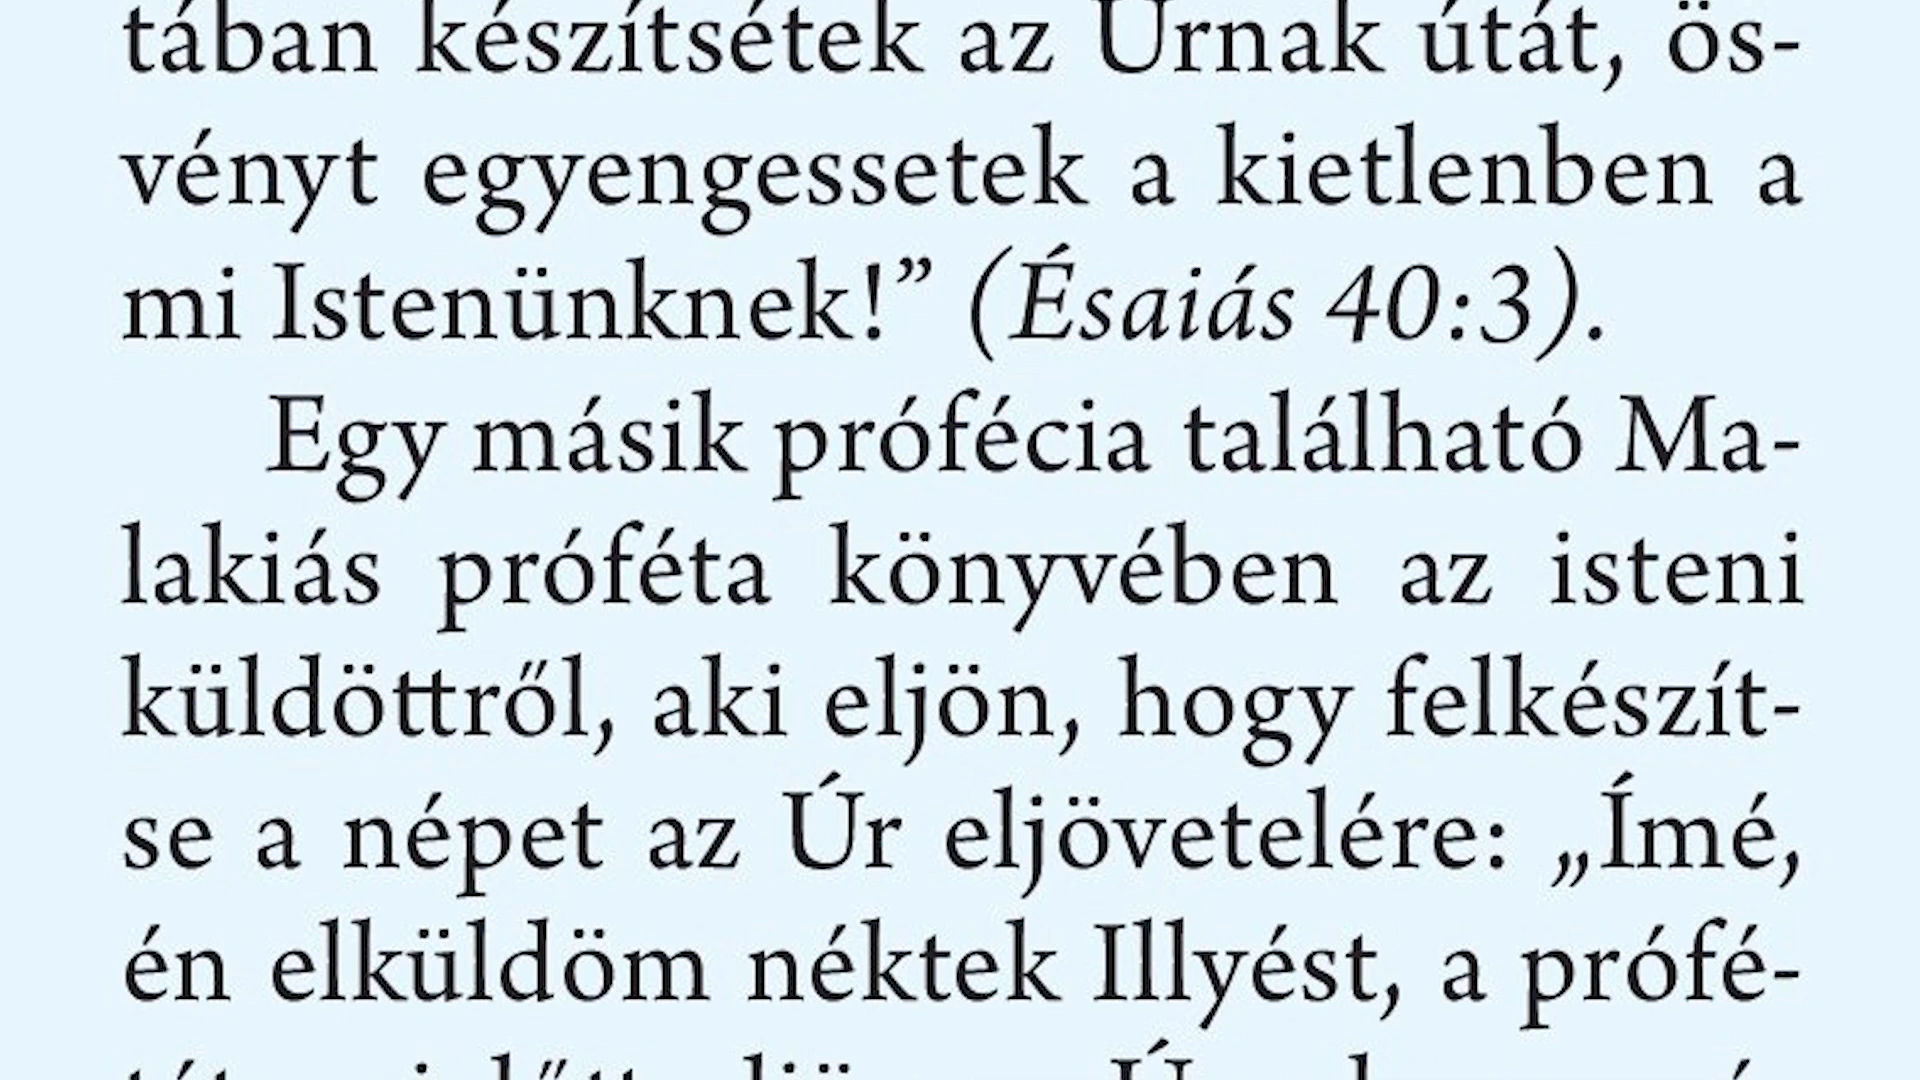 tában készítsétek az Úrnak útát, ös-
vényt egyengessetek a kietlenben a
mi Istenünknek!” (Ésaiás 40:3).
Egy másik prófécia található Ma-
lakiás próféta könyvében az isteni
küldöttről, aki eljön, hogy felkészít-
se a népet az Úr eljövetelére: „Ímé,
én elküldöm néktek Illyést, a prófé-